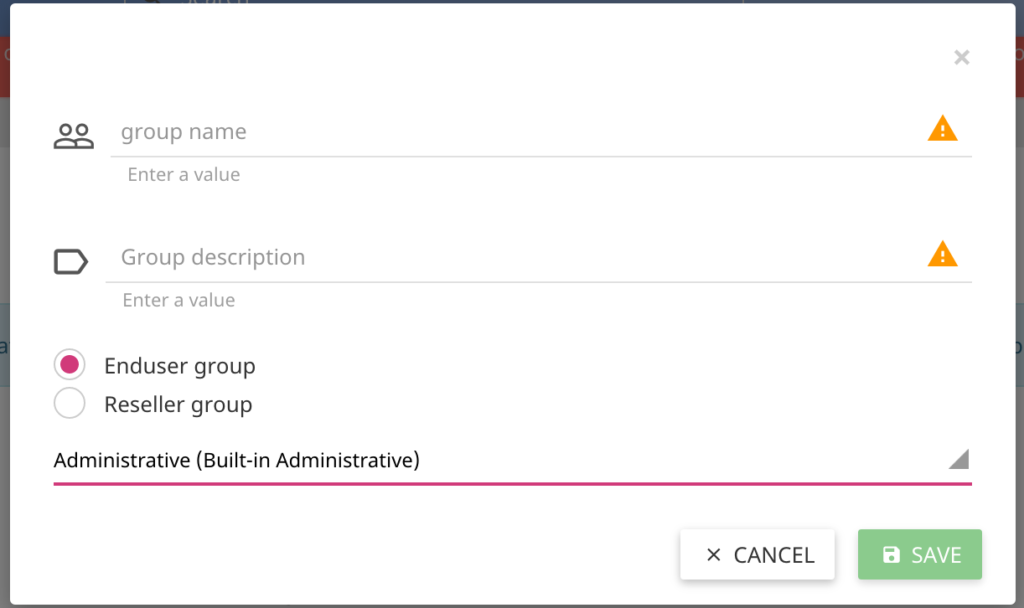 group name
Enter a value
Group description
Enter a value
Enduser group
Reseller group
Administrative (Built-in Administrative)
CANCEL
SAVE